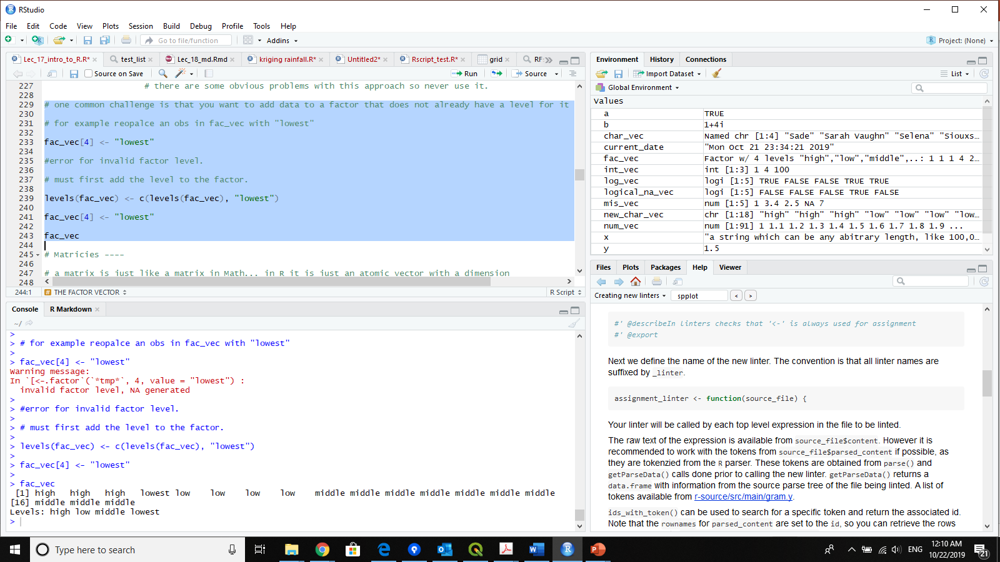 RStudio
File Edit Code View Plots Session Build Debug Profile Tools Help
Go to file/function Addins Project: (None)
Lec_17_intro_to_R.R* test_list Lec_18_md.Rmd kriging rainfall.R* Untitled2* Rscript_test.R* grid RF
Source on Save Run Source
227 # there are some obvious problems with this approach so never use it.
228
229 # one common challenge is that you want to add data to a factor that does not already have a level for it
230
231 # for example reopalce an obs in fac_vec with "lowest"
232
233 fac_vec[4] <- "lowest"
234
235 #error for invalid factor level.
236
237 # must first add the level to the factor.
238
239 levels(fac_vec) <- c(levels(fac_vec), "lowest")
240
241 fac_vec[4] <- "lowest"
242
243 fac_vec
244
245 # Matricies ----
246
247 # a matrix is just like a matrix in Math... in R it is just an atomic vector with a dimension
248
244:1 # THE FACTOR VECTOR R Script
Console R Markdown
~/
>
> # for example reopalce an obs in fac_vec with "lowest"
>
> fac_vec[4] <- "lowest"
Warning message:
In `[<-.factor`(`*tmp*`, 4, value = "lowest") :
invalid factor level, NA generated
>
> #error for invalid factor level.
>
> # must first add the level to the factor.
>
> levels(fac_vec) <- c(levels(fac_vec), "lowest")
>
> fac_vec[4] <- "lowest"
>
> fac_vec
[1] high high high lowest low low low low middle middle middle middle middle middle middle
[16] middle middle middle
Levels: high low middle lowest
>
Environment History Connections
Import Dataset List
Global Environment
Values
a TRUE
b 1+4i
char_vec Named chr [1:4] "Sade" "Sarah Vaughn" "Selena" "Siouxs...
current_date "Mon Oct 21 23:34:21 2019"
fac_vec Factor w/ 4 levels "high","low","middle",..: 1 1 1 4 2...
int_vec int [1:3] 1 4 100
log_vec logi [1:5] TRUE FALSE FALSE TRUE TRUE
logical_na_vec logi [1:5] FALSE FALSE FALSE TRUE FALSE
mis_vec num [1:5] 1 3.4 2.5 NA 7
new_char_vec chr [1:18] "high" "high" "high" "low" "low" "low" "low...
num_vec num [1:91] 1 1.1 1.2 1.3 1.4 1.5 1.6 1.7 1.8 1.9 ...
x "a string which can be any abitrary length, like 100,0...
y 1.5
Files Plots Packages Help Viewer
Creating new linters spplot < >
#' @describeIn linters checks that '<-' is always used for assignment
#' @export
Next we define the name of the new linter. The convention is that all linter names are
suffixed by _linter.
assignment_linter <- function(source_file) {
Your linter will be called by each top level expression in the file to be linted.
The raw text of the expression is available from source_file$content. However it is
recommended to work with the tokens from source_file$parsed_content if possible, as
they are tokenzied from the R parser. These tokens are obtained from parse() and
getParseData() calls done prior to calling the new linter. getParseData() returns a
data.frame with information from the source parse tree of the file being linted. A list of
tokens available from r-source/src/main/gram.y.
ids_with_token() can be used to search for a specific token and return the associated id.
Note that the rownames for parsed_content are set to the id, so you can retrieve the rows
Type here to search ENG 12:10 AM
10/22/2019 21